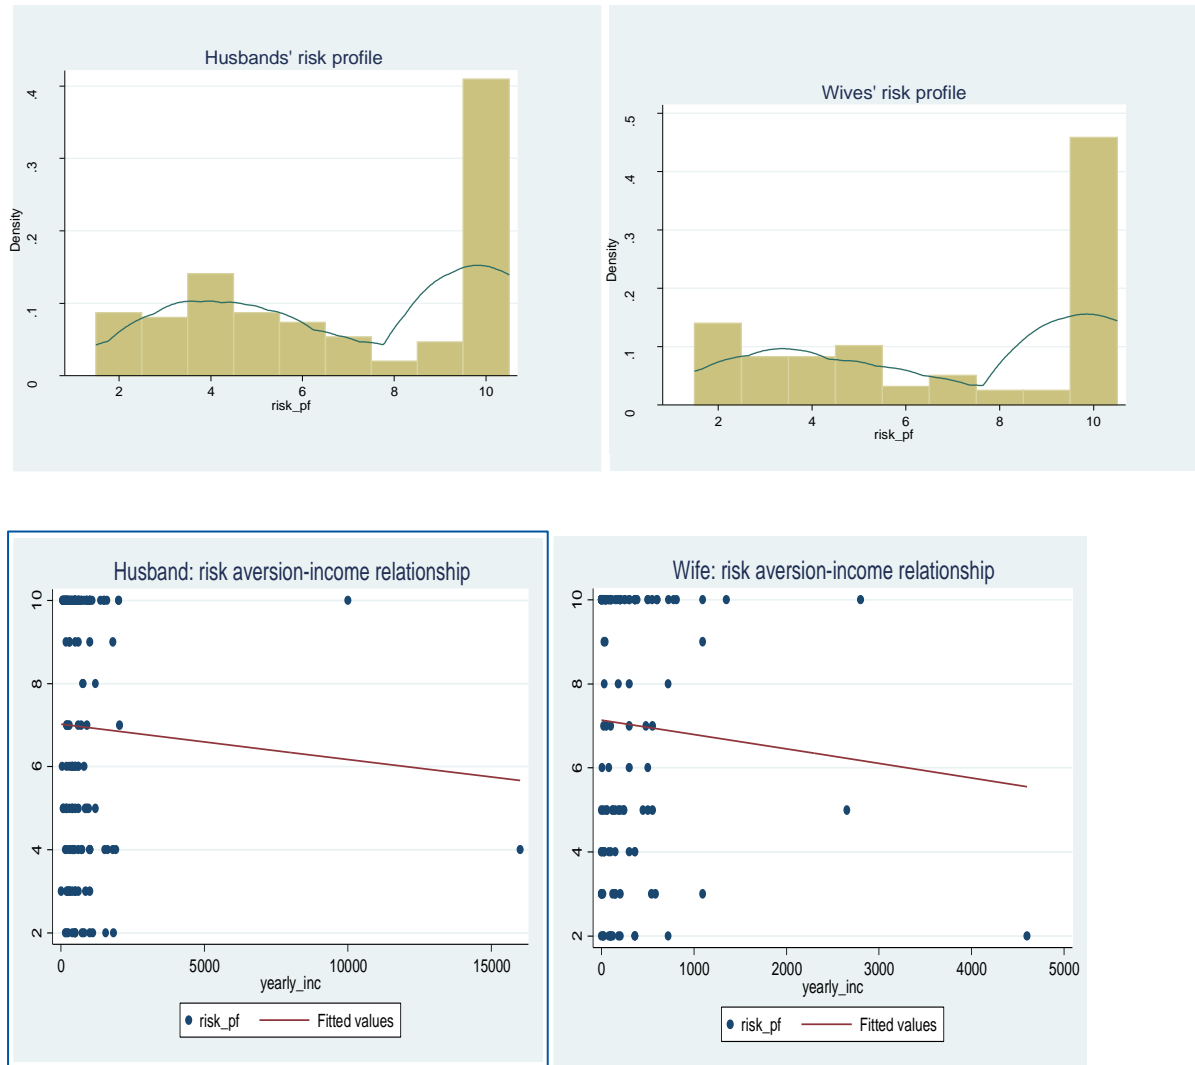 Husbands' risk profile
.4
.3
.2
.1
0
Density
2 4 6 8 10
risk_pf
Wives' risk profile
.5
.4
.3
.2
.1
0
Density
2 4 6 8 10
risk_pf
Husband: risk aversion-income relationship
10
8
6
4
2
0 5000 10000 15000
yearly_inc
risk_pf Fitted values
Wife: risk aversion-income relationship
10
8
6
4
2
0 1000 2000 3000 4000 5000
yearly_inc
risk_pf Fitted values